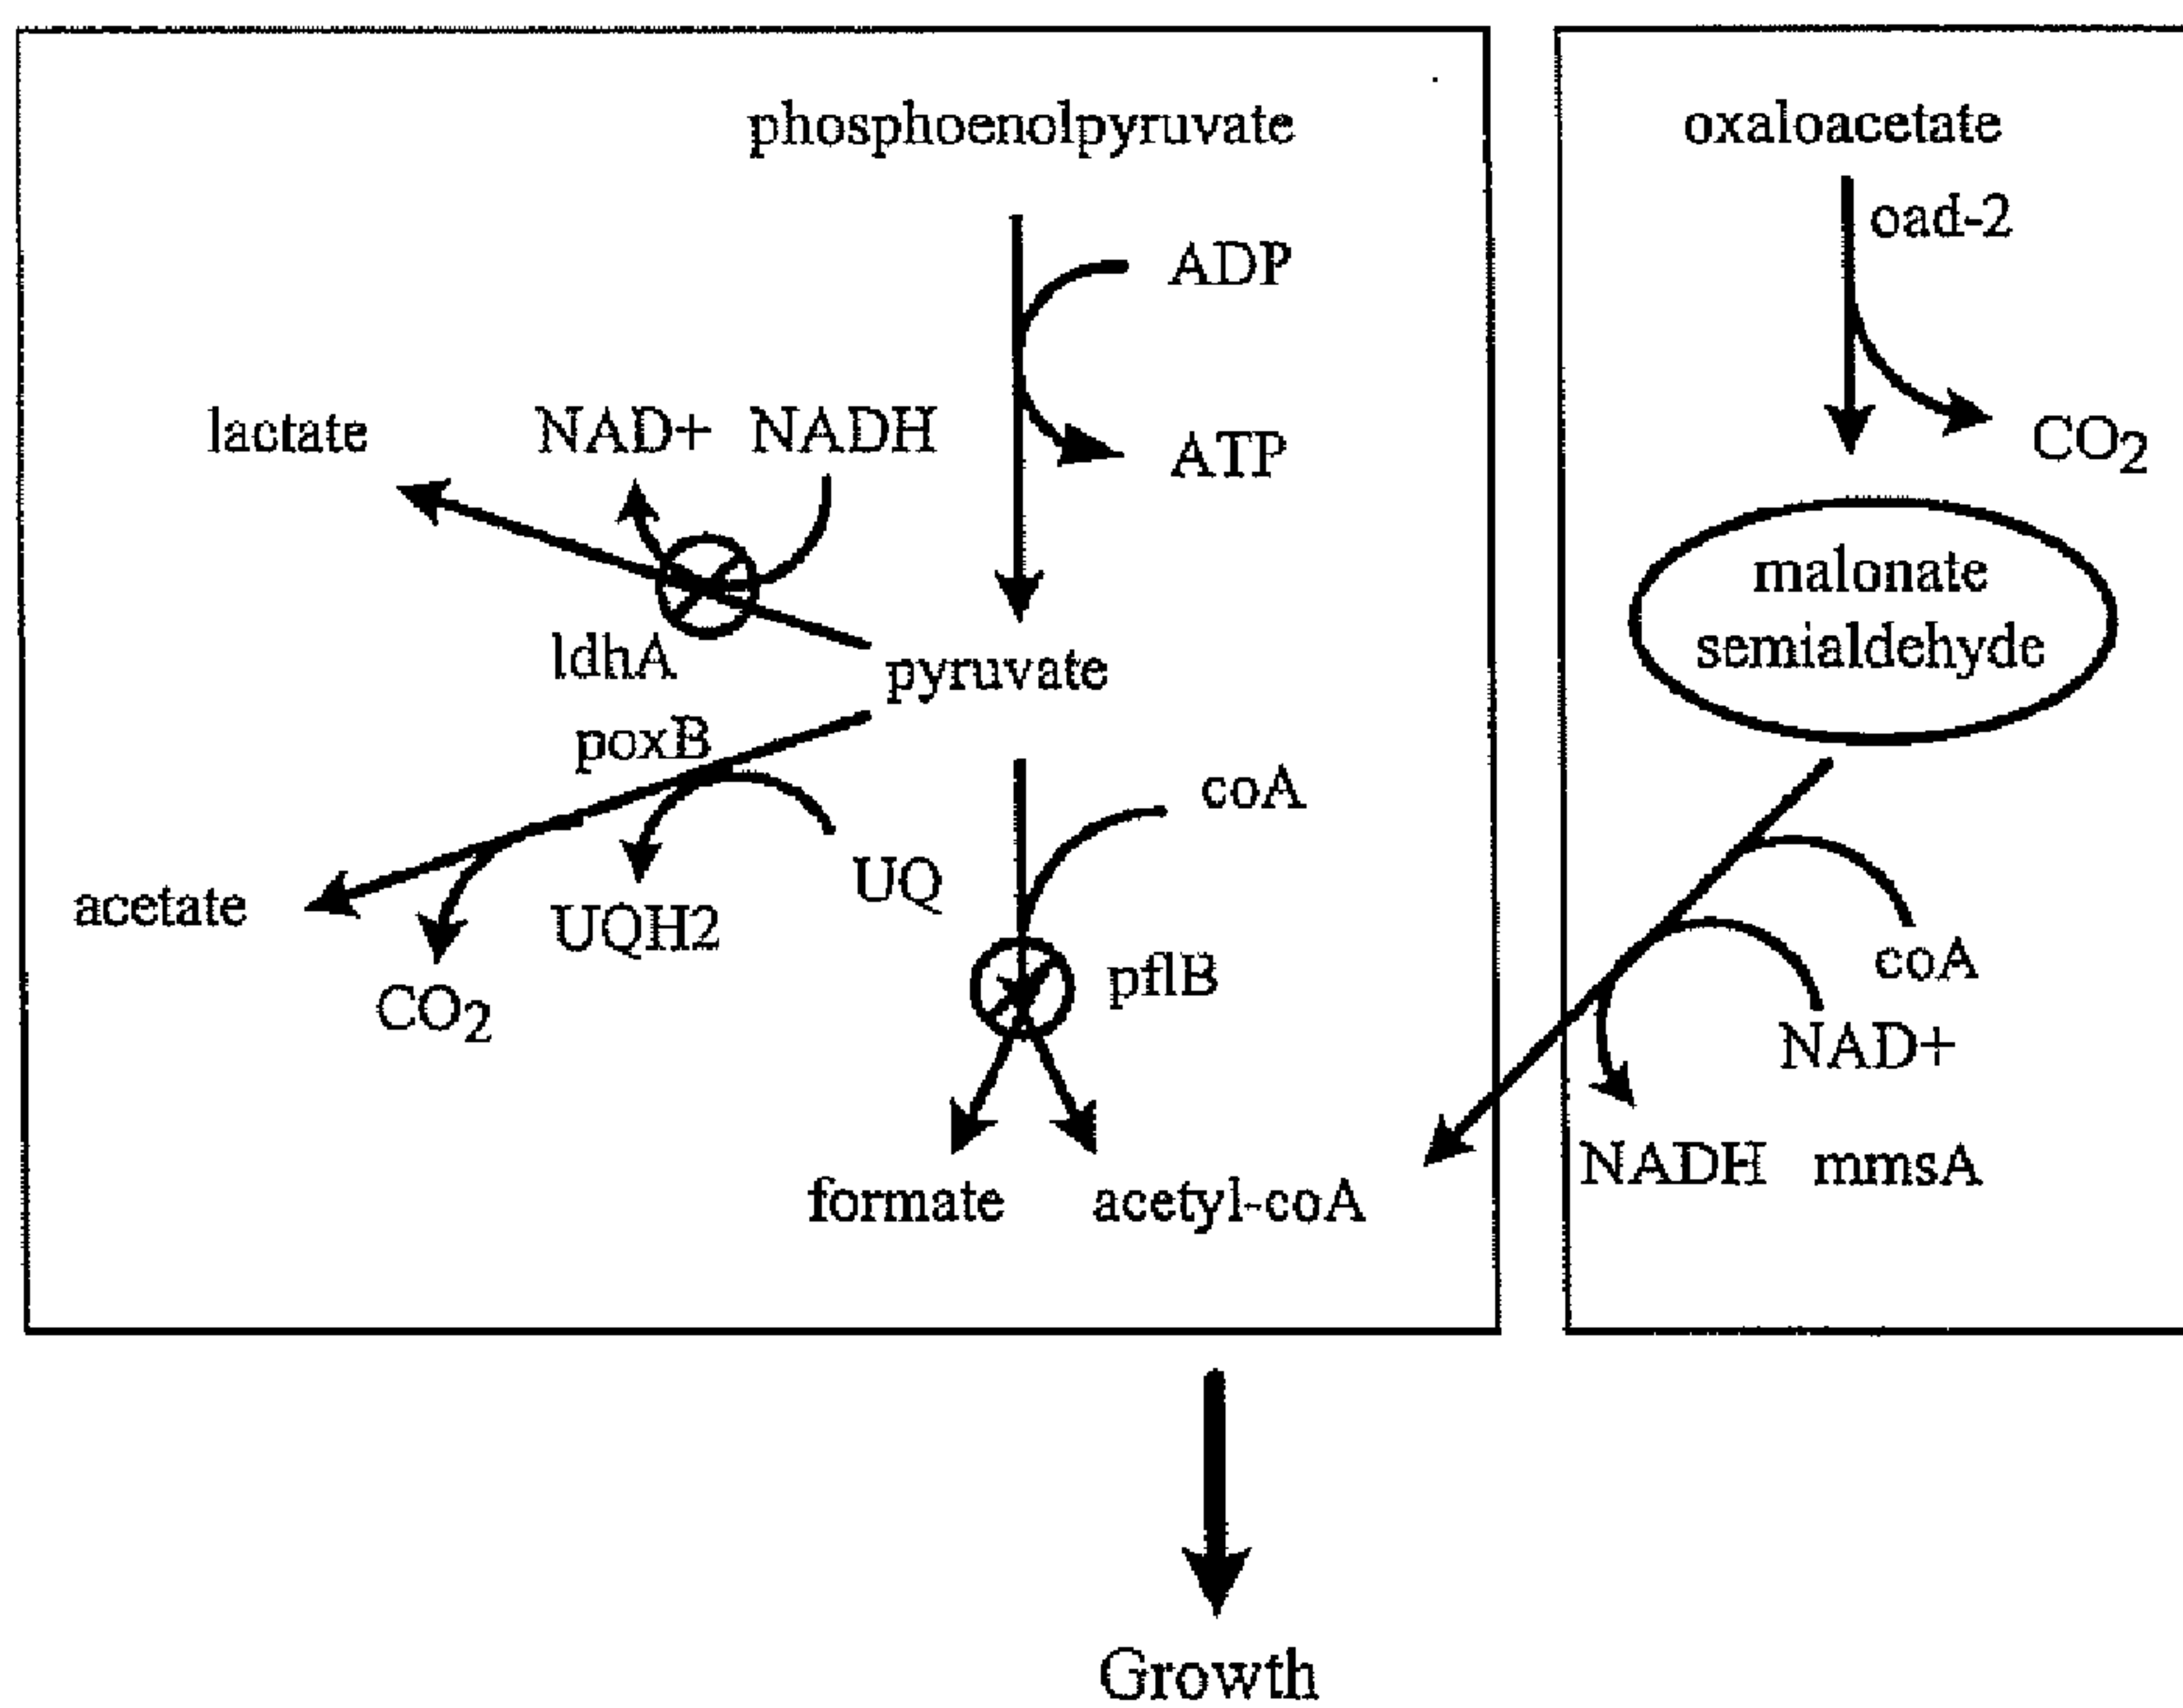 phosphoenolpyruvate
ADP
ATP
lactate
NAD+ NADH
ldhA
pyruvate
poxB
coA
UQ
acetate
UQH2
pflB
CO2
formate
acetyl-coA
oxaloacetate
oad-2
CO2
malonate
semialdehyde
coA
NAD+
NADH mmsA
Growth